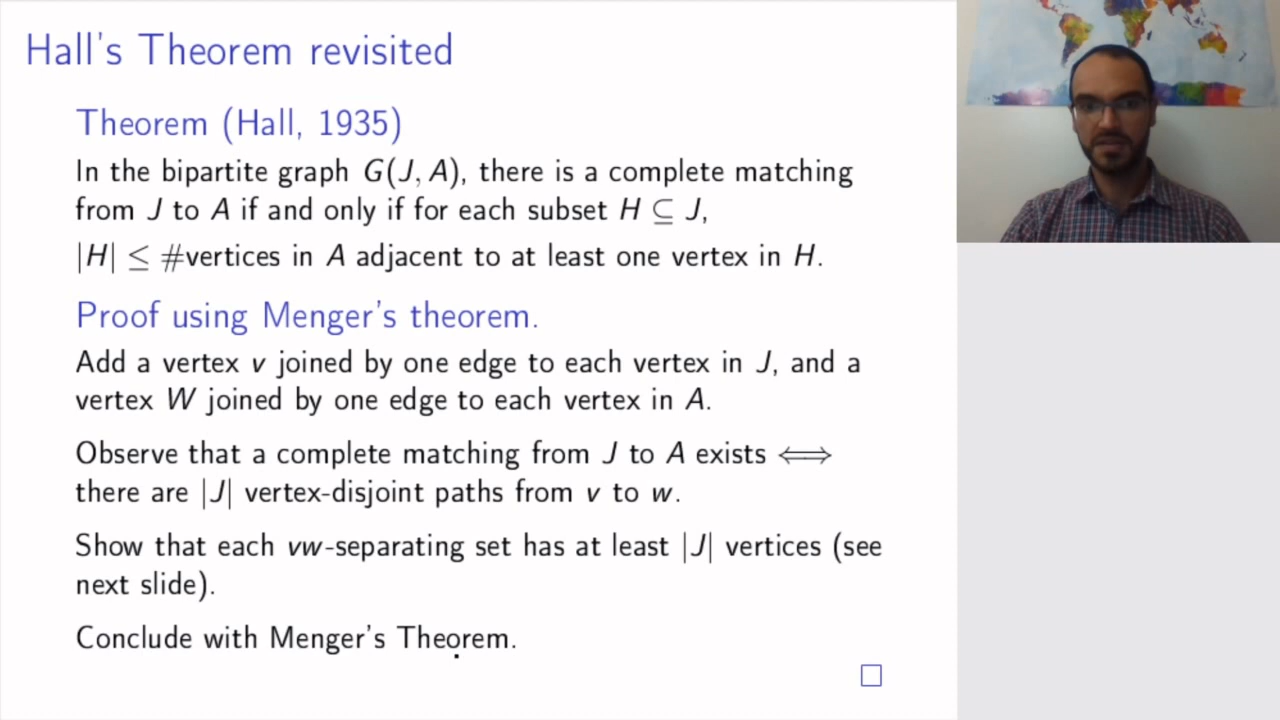 Hall's Theorem revisited
Theorem (Hall, 1935)
In the bipartite graph G(J, A), there is a complete matching
from J to A if and only if for each subset H ⊆ J,
|H| ≤ #vertices in A adjacent to at least one vertex in H.
Proof using Menger's theorem.
Add a vertex v joined by one edge to each vertex in J, and a
vertex W joined by one edge to each vertex in A.
Observe that a complete matching from J to A exists ⟺
there are |J| vertex-disjoint paths from v to w.
Show that each vw-separating set has at least |J| vertices (see
next slide).
Conclude with Menger's Theorem.
□